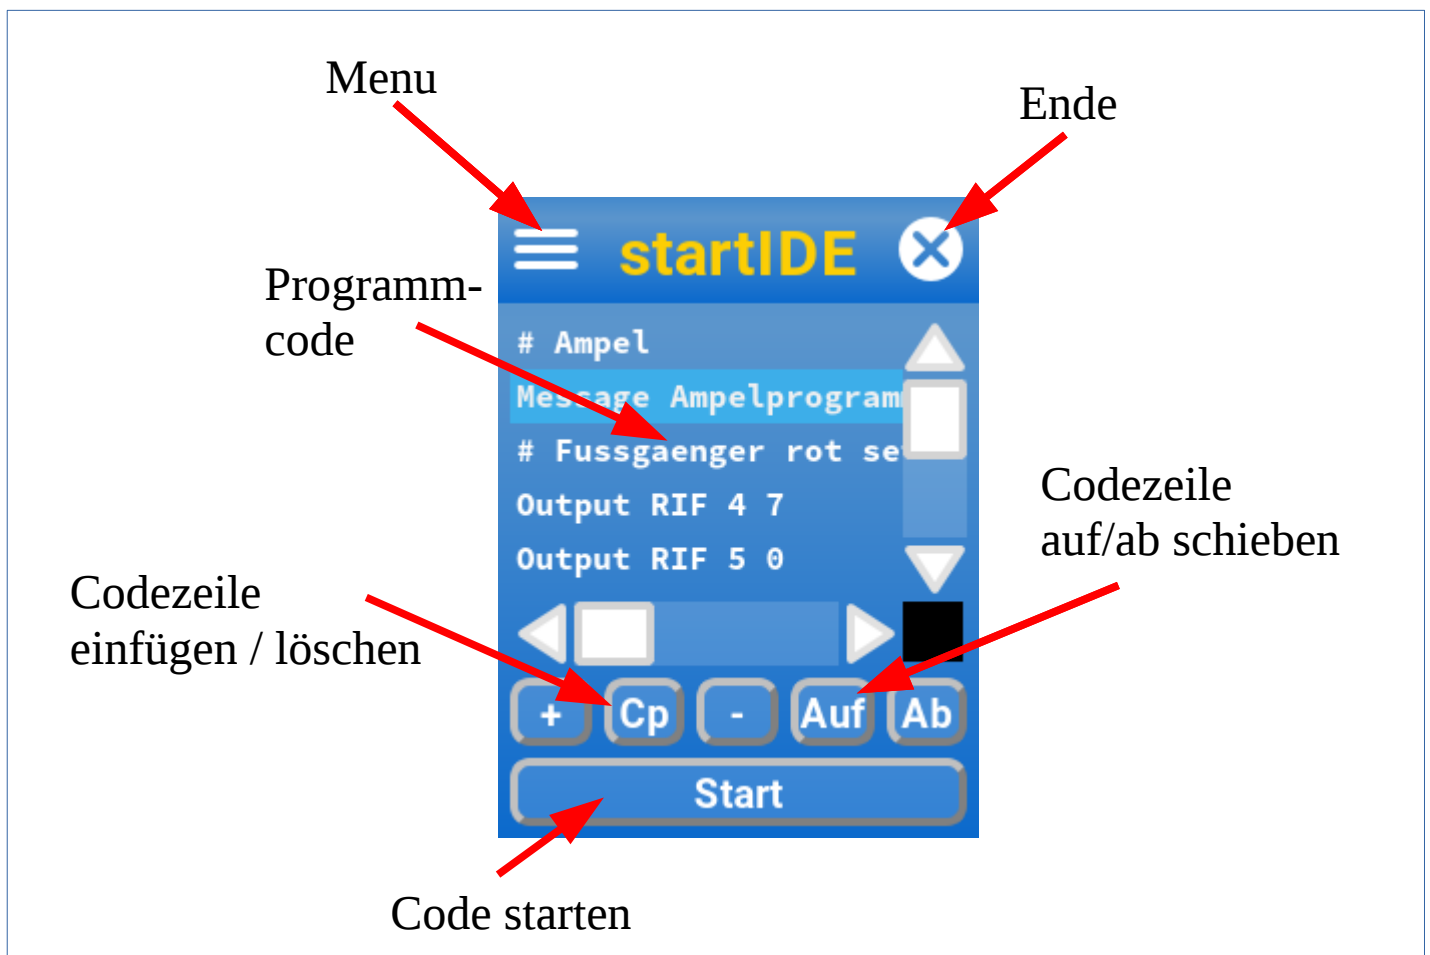 Menu
Ende
startIDE
Programm-
code
# Ampel
Message Ampelprogram
# Fussgaenger rot se
Output RIF 4 7
Output RIF 5 0
Codezeile
auf/ab schieben
Codezeile
einfügen / löschen
+ Cp - Auf Ab
Start
Code starten